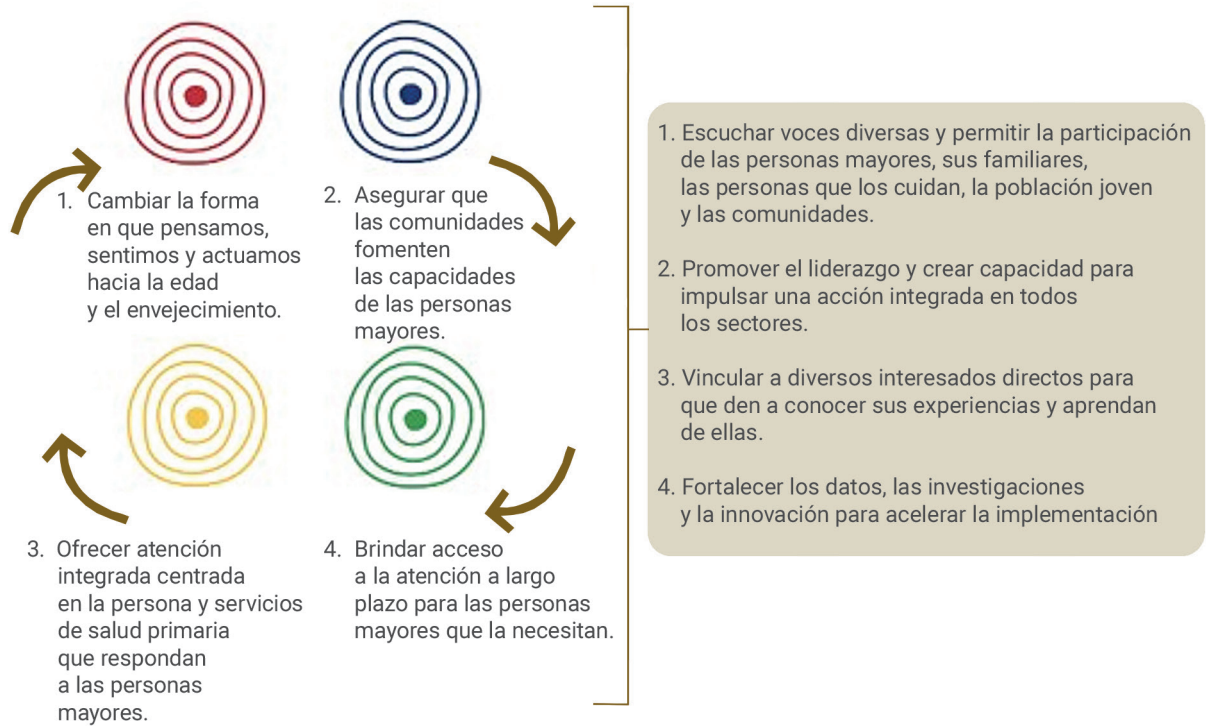 1. Cambiar la forma
en que pensamos,
sentimos y actuamos
hacia la edad
y el envejecimiento.
2. Asegurar que
las comunidades
fomenten
las capacidades
de las personas
mayores.
3. Ofrecer atención
integrada centrada
en la persona y servicios
de salud primaria
que respondan
a las personas
mayores.
4. Brindar acceso
a la atención a largo
plazo para las personas
mayores que la necesitan.
1. Escuchar voces diversas y permitir la participación
de las personas mayores, sus familiares,
las personas que los cuidan, la población joven
y las comunidades.
2. Promover el liderazgo y crear capacidad para
impulsar una acción integrada en todos
los sectores.
3. Vincular a diversos interesados directos para
que den a conocer sus experiencias y aprendan
de ellas.
4. Fortalecer los datos, las investigaciones
y la innovación para acelerar la implementación